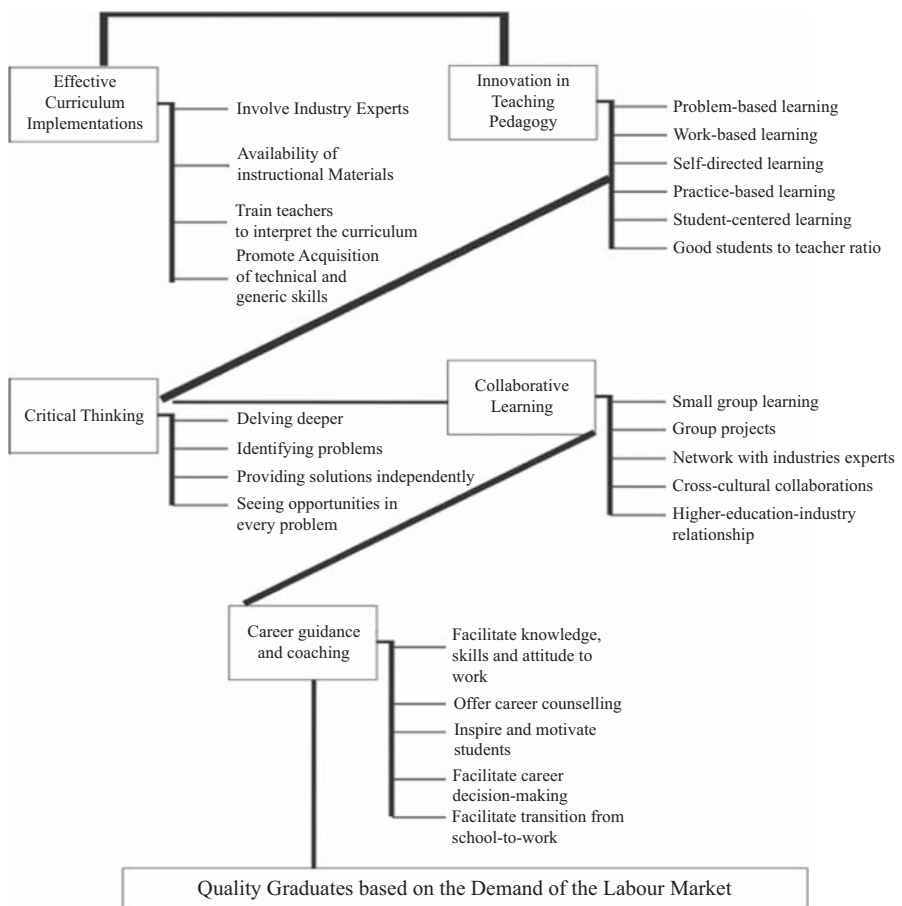 Effective
Curriculum
Implementations
Involve Industry Experts
Availability of
instructional Materials
Train teachers
to interpret the curriculum
Promote Acquisition
of technical and
generic skills
Innovation in
Teaching
Pedagogy
Problem-based learning
Work-based learning
Self-directed learning
Practice-based learning
Student-centered learning
Good students to teacher ratio
Critical Thinking
Delving deeper
Identifying problems
Providing solutions independently
Seeing opportunities in
every problem
Collaborative
Learning
Small group learning
Group projects
Network with industries experts
Cross-cultural collaborations
Higher-education-industry
relationship
Career guidance
and coaching
Facilitate knowledge,
skills and attitude to
work
Offer career counselling
Inspire and motivate
students
Facilitate career
decision-making
Facilitate transition from
school-to-work
Quality Graduates based on the Demand of the Labour Market